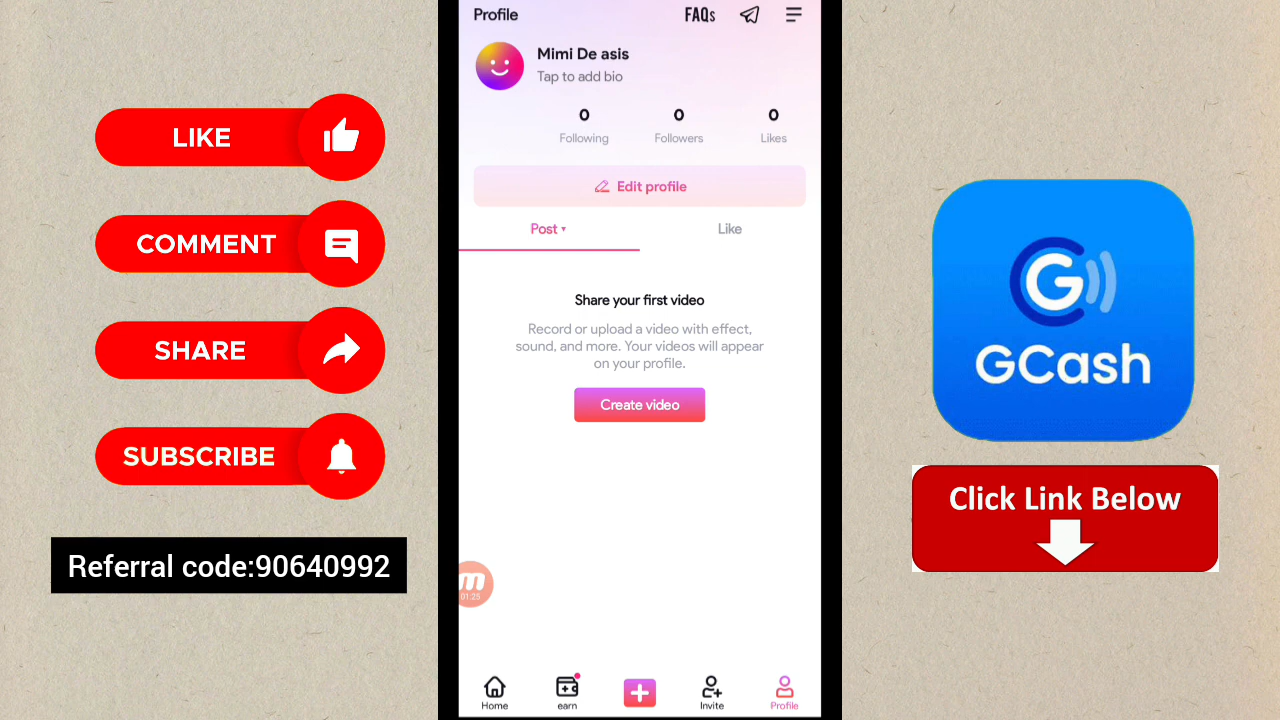 LIKE
COMMENT
SHARE
SUBSCRIBE
Referral code:90640992
Profile
FAQs
Mimi De asis
Tap to add bio
0
0
0
Following
Followers
Likes
Edit profile
Post ▾
Like
Share your first video
Record or upload a video with effect,
sound, and more. Your videos will appear
on your profile.
Create video
m
01:25
Home
earn
Invite
Profile
G
GCash
Click Link Below